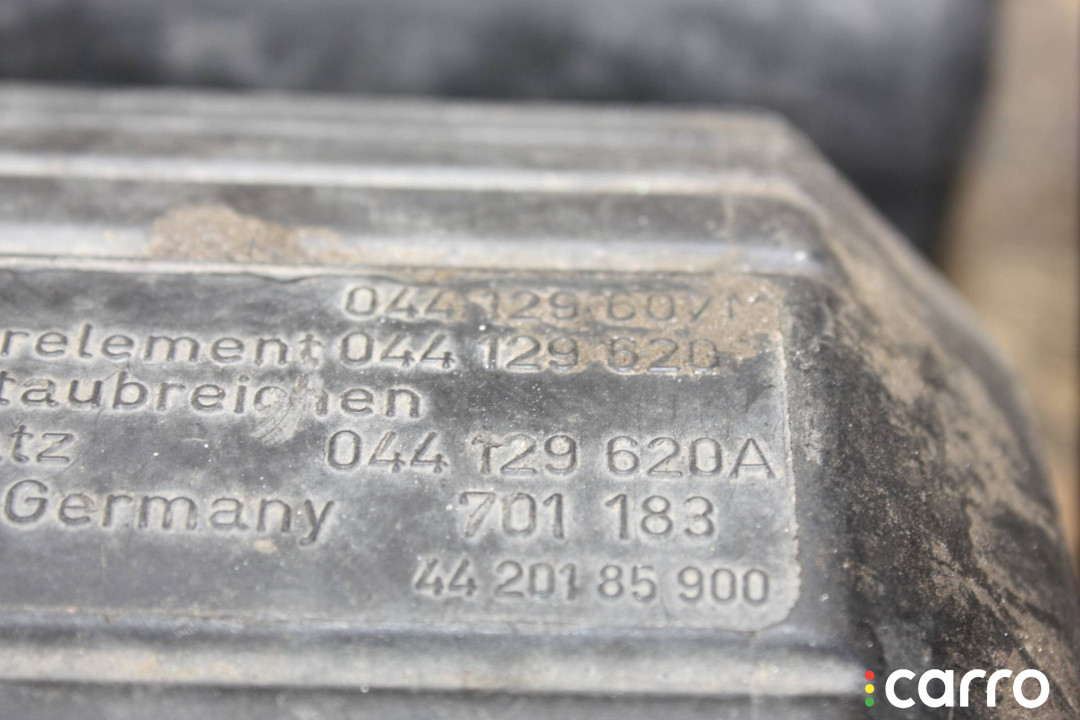 044 129 607M
relement 044 129 620
taubreichen
tz 044 129 620A
Germany 701 183
44 201 85 900
carro